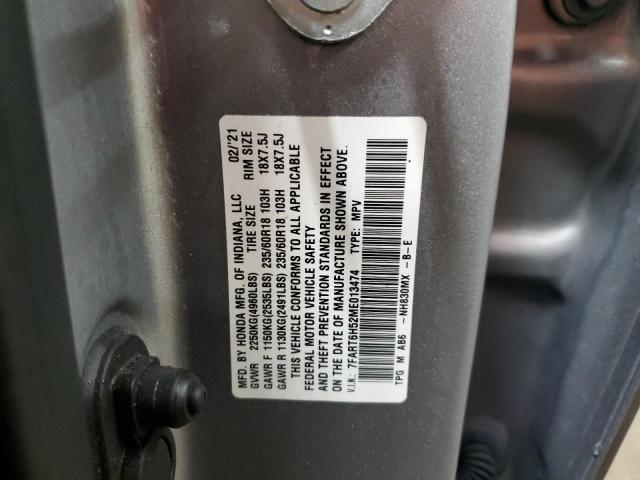 MFD. BY HONDA MFG. OF INDIANA, LLC 02/'21
GVWR 2250KG(4960LBS) TIRE SIZE RIM SIZE
GAWR F 1150KG(2535LBS) 235/60R18 103H 18X7.5J
GAWR R 1130KG(2491LBS) 235/60R18 103H 18X7.5J
THIS VEHICLE CONFORMS TO ALL APPLICABLE
FEDERAL MOTOR VEHICLE SAFETY
AND THEFT PREVENTION STANDARDS IN EFFECT
ON THE DATE OF MANUFACTURE SHOWN ABOVE.
V.I.N.: 7FART6H52ME013474 TYPE: MPV
TPG M AB6 -NH830MX -B-E